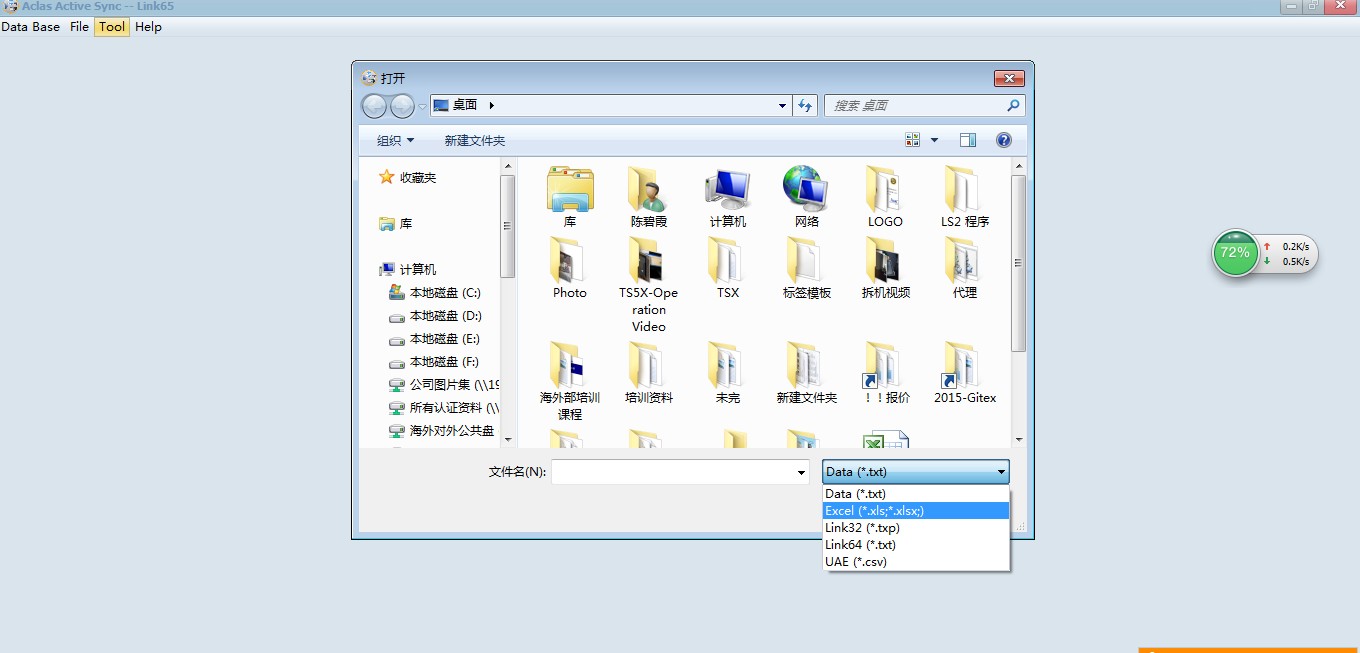 Aclas Active Sync -- Link65
Data Base File Tool Help
打开
桌面
搜索 桌面
组织 新建文件夹
收藏夹
库
计算机
本地磁盘 (C:)
本地磁盘 (D:)
本地磁盘 (E:)
本地磁盘 (F:)
公司图片集 (\\19
所有认证资料 (\\
海外对外公共盘
库 陈碧霞 计算机 网络 LOGO LS2 程序
Photo TS5X-Ope TSX 标签模板 拆机视频 代理
ration
Video
海外部培训 培训资料 未完 新建文件夹 ！！报价 2015-Gitex
课程
72%
0.2K/s
0.5K/s
文件名(N): Data (*.txt)
Data (*.txt)
Excel (*.xls;*.xlsx;)
Link32 (*.txp)
Link64 (*.txt)
UAE (*.csv)